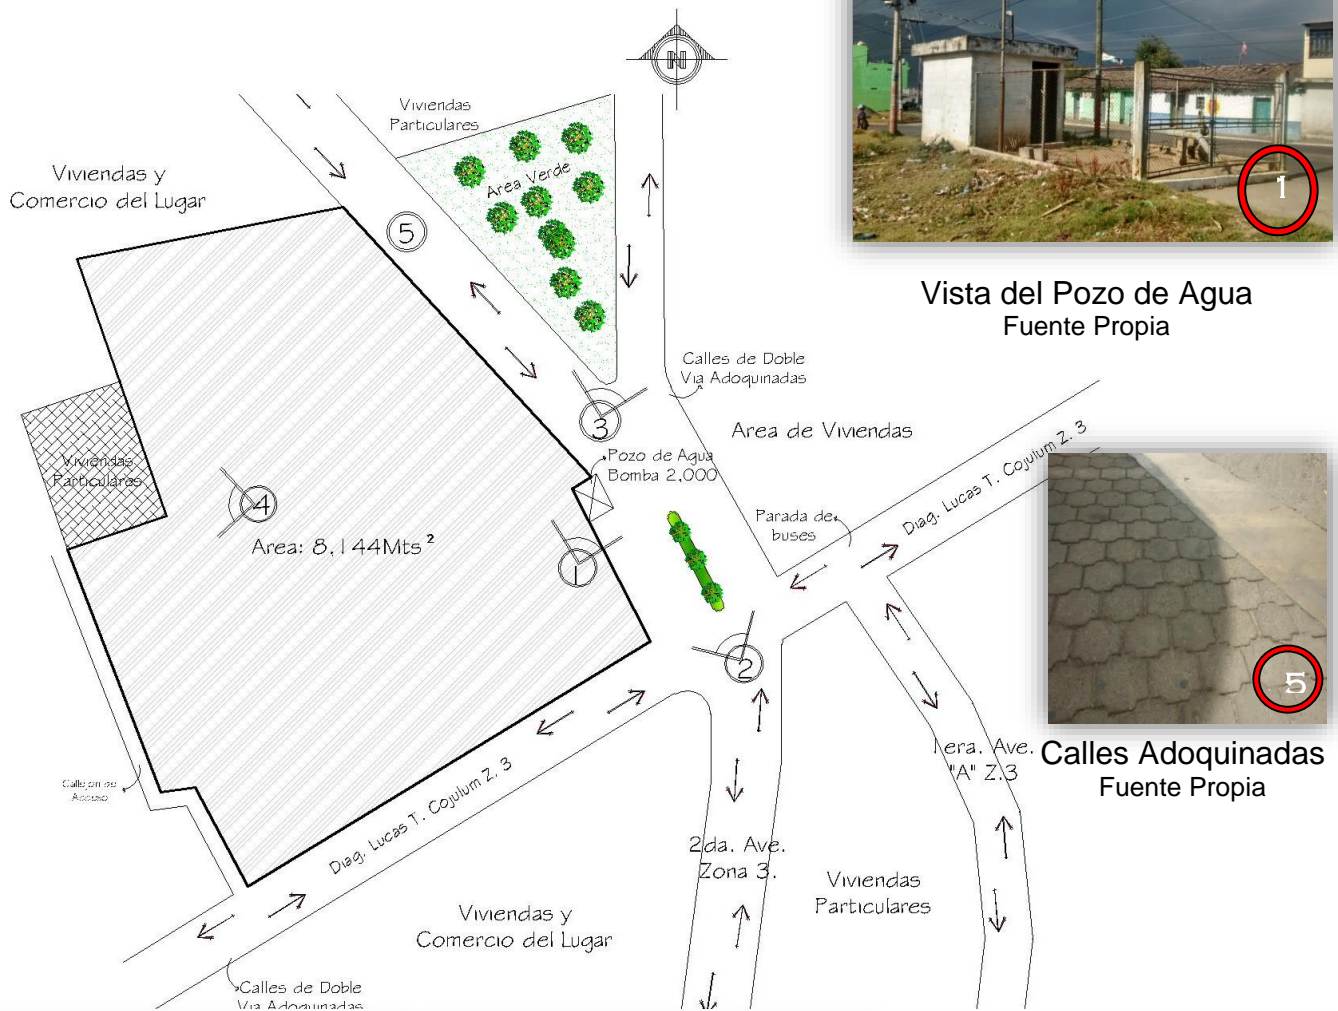 N
1
Vista del Pozo de Agua
Fuente Propia
Viviendas
Particulares
Viviendas y
Comercio del Lugar
Area Verde
5
Calles de Doble
Via Adoquinadas
3
Area de Viviendas
Pozo de Agua
Bomba 2,000
Viviendas
Particulares
4
Area: 8,144Mts²
1
Parada de
buses
Diag. Lucas T. Cojulum Z. 3
2
5
Calles Adoquinadas
Fuente Propia
1era. Ave.
"A" Z.3
Callejon de
Acceso
Diag. Lucas T. Cojulum Z. 3
2da. Ave.
Zona 3.
Viviendas
Particulares
Viviendas y
Comercio del Lugar
Calles de Doble
Via Adoquinadas